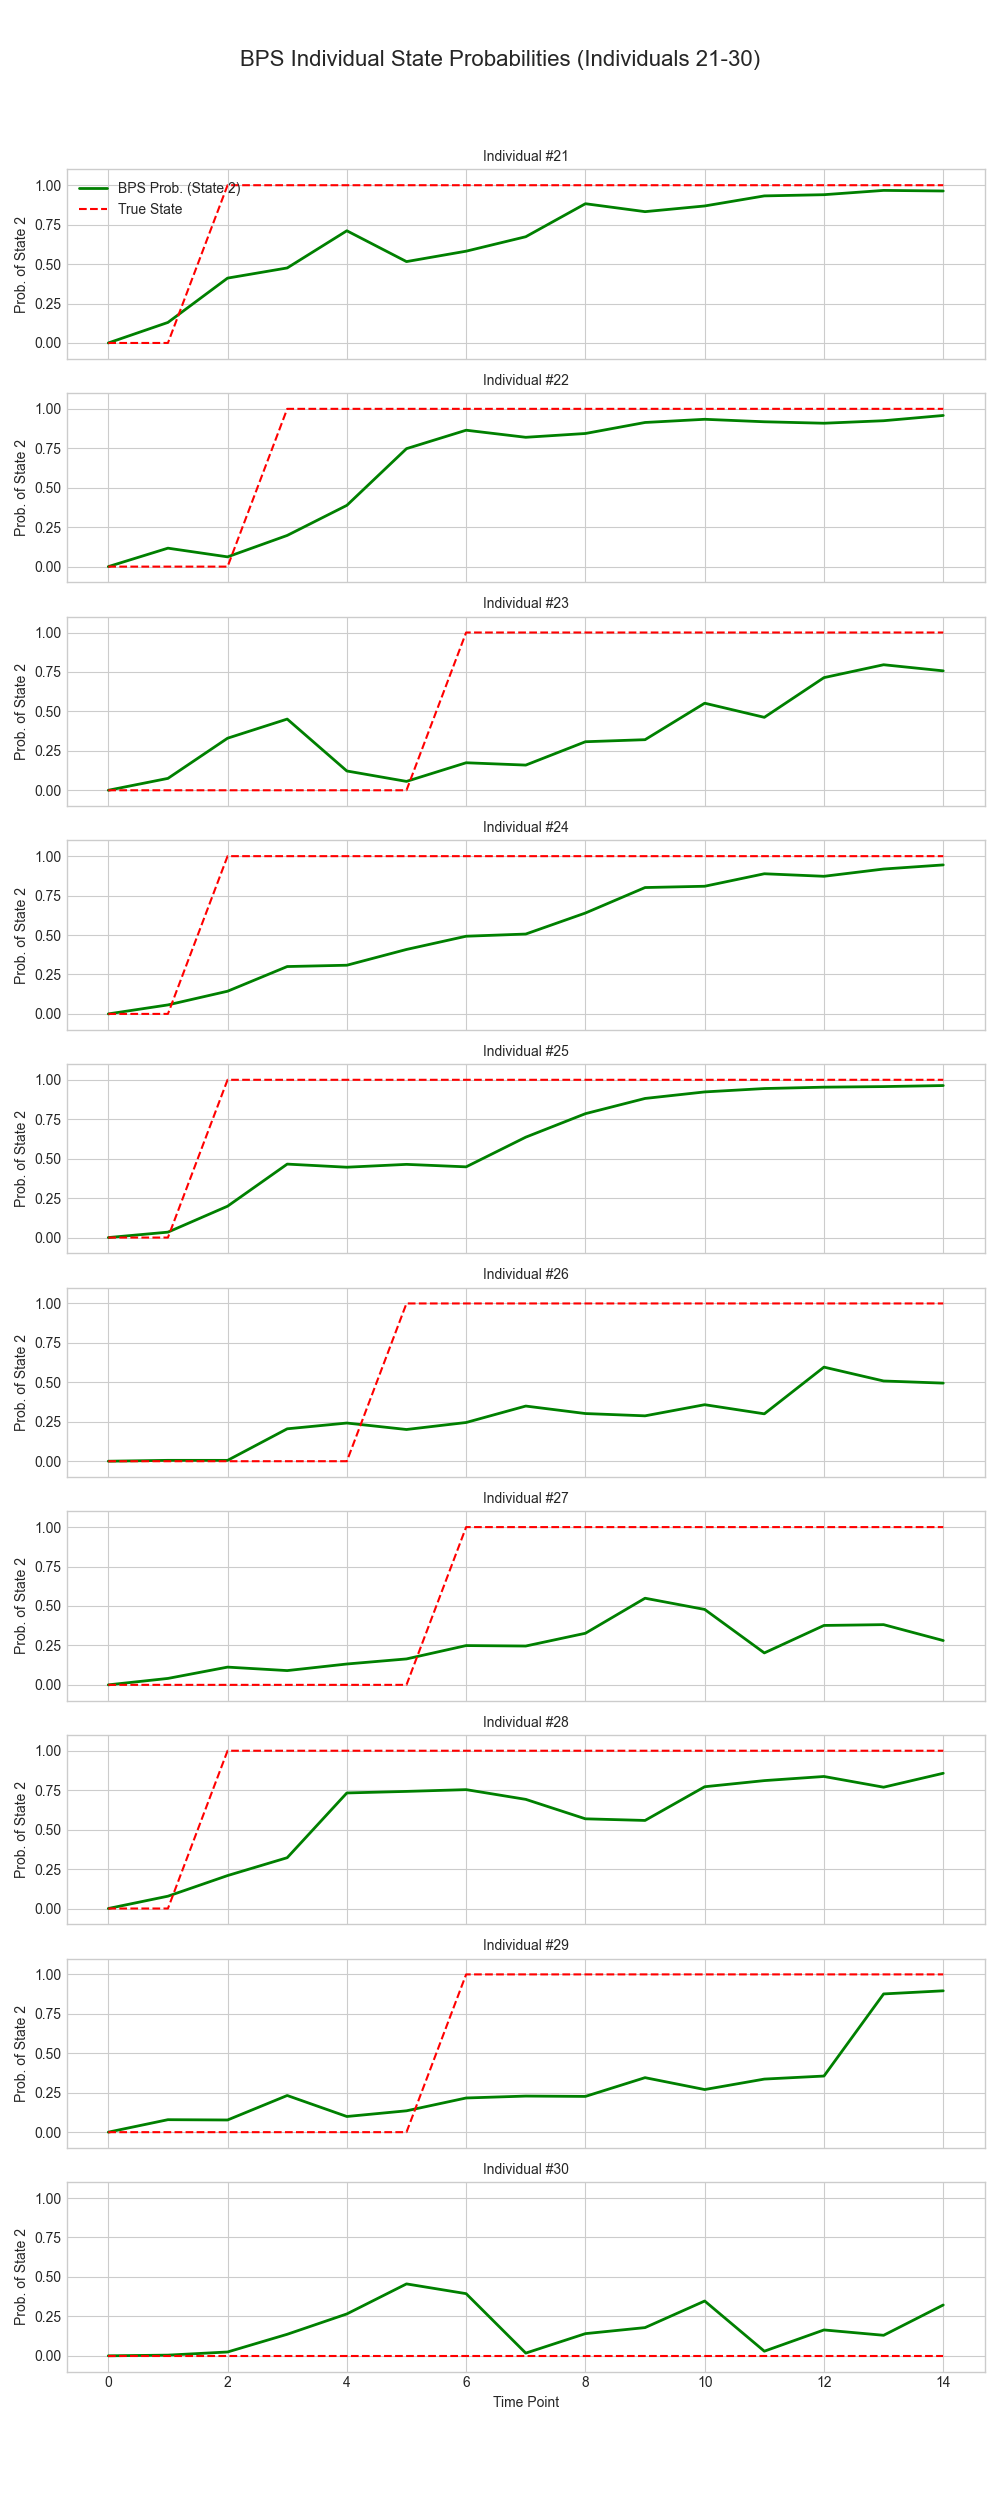 BPS Individual State Probabilities (Individuals 21-30)
Individual #21
BPS Prob. (State 2)
True State
1.00
0.75
0.50
0.25
0.00
Prob. of State 2
Individual #22
1.00
0.75
0.50
0.25
0.00
Prob. of State 2
Individual #23
1.00
0.75
0.50
0.25
0.00
Prob. of State 2
Individual #24
1.00
0.75
0.50
0.25
0.00
Prob. of State 2
Individual #25
1.00
0.75
0.50
0.25
0.00
Prob. of State 2
Individual #26
1.00
0.75
0.50
0.25
0.00
Prob. of State 2
Individual #27
1.00
0.75
0.50
0.25
0.00
Prob. of State 2
Individual #28
1.00
0.75
0.50
0.25
0.00
Prob. of State 2
Individual #29
1.00
0.75
0.50
0.25
0.00
Prob. of State 2
Individual #30
1.00
0.75
0.50
0.25
0.00
Prob. of State 2
0 2 4 6 8 10 12 14
Time Point